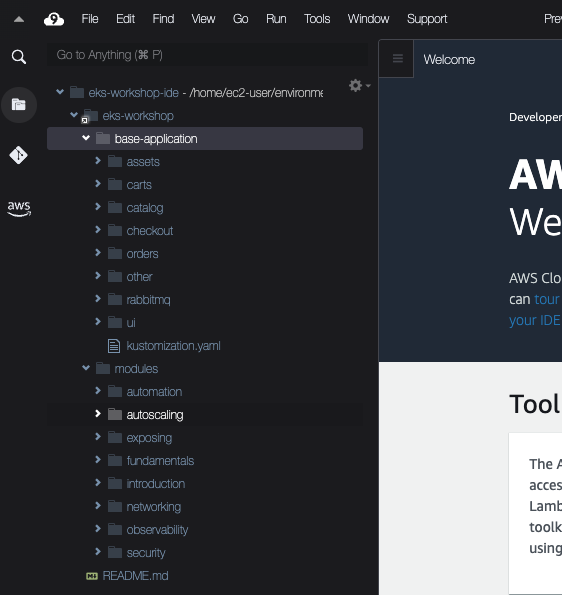 9 File Edit Find View Go Run Tools Window Support Pre
Go to Anything (⌘ P)
Welcome
eks-workshop-ide - /home/ec2-user/environme
eks-workshop
base-application
assets
carts
catalog
checkout
orders
other
rabbitmq
ui
kustomization.yaml
modules
automation
autoscaling
exposing
fundamentals
introduction
networking
observability
security
README.md
aws
Developer
AW
We
AWS Clo
can tour
your IDE
Tool
The A
acces
Lamb
toolk
using